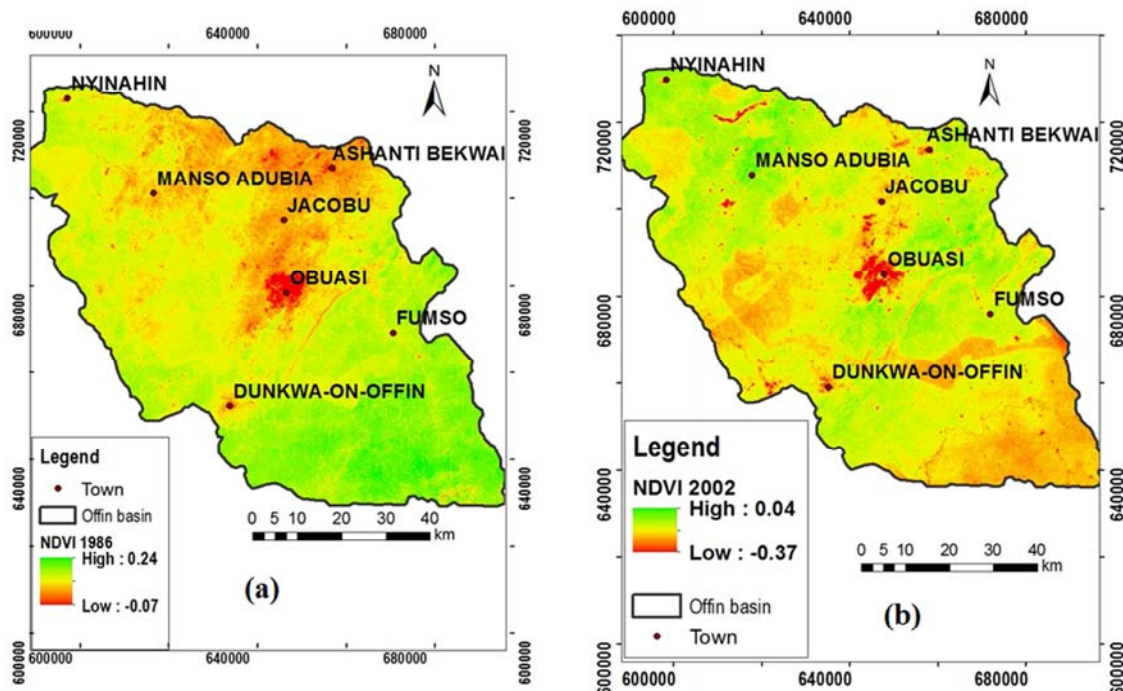 600000 640000 680000
N
NYINAHIN
ASHANTI BEKWAI
MANSO ADUBIA
JACOBU
OBUASI
FUMSO
DUNKWA-ON-OFFIN
720000
680000
640000
600000
720000
680000
640000
600000
Legend
Town
Offin basin
NDVI 1986
High : 0.24
Low : -0.07
0 5 10 20 30 40
km
(a)
600000 640000 680000
600000 640000 680000
N
NYINAHIN
ASHANTI BEKWAI
MANSO ADUBIA
JACOBU
OBUASI
FUMSO
DUNKWA-ON-OFFIN
720000
680000
640000
600000
720000
680000
640000
600000
Legend
NDVI 2002
High : 0.04
Low : -0.37
Offin basin
Town
0 5 10 20 30 40
km
(b)
600000 640000 680000